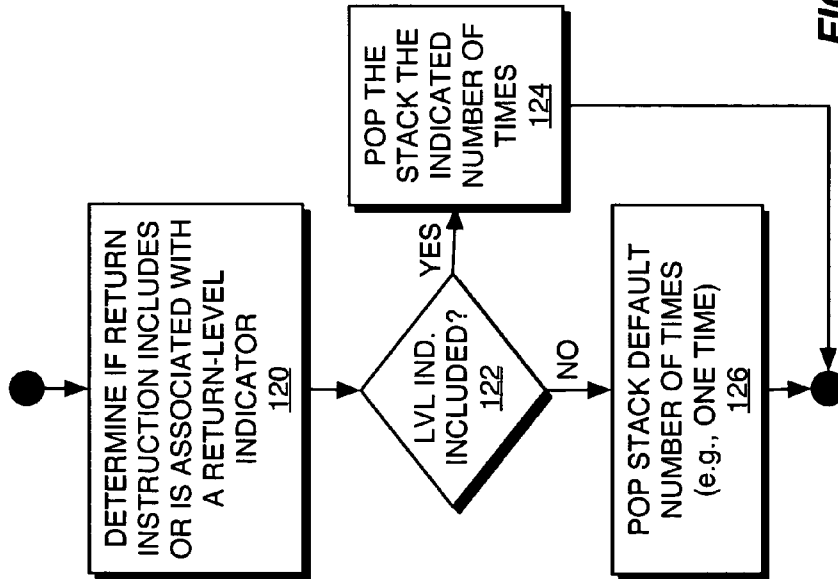 DETERMINE IF RETURN
INSTRUCTION INCLUDES
OR IS ASSOCIATED WITH
A RETURN-LEVEL
INDICATOR
120
LVL IND.
INCLUDED?
122
YES
POP THE
STACK THE
INDICATED
NUMBER OF
TIMES
124
NO
POP STACK DEFAULT
NUMBER OF TIMES
(e.g., ONE TIME)
126